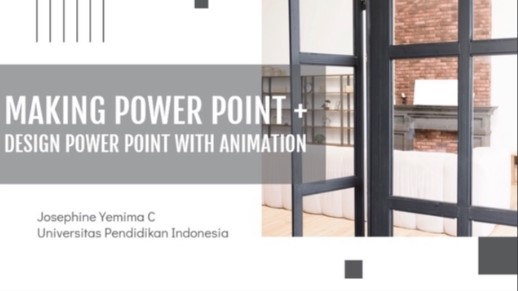 MAKING POWER POINT +
DESIGN POWER POINT WITH ANIMATION
Josephine Yemima C
Universitas Pendidikan Indonesia